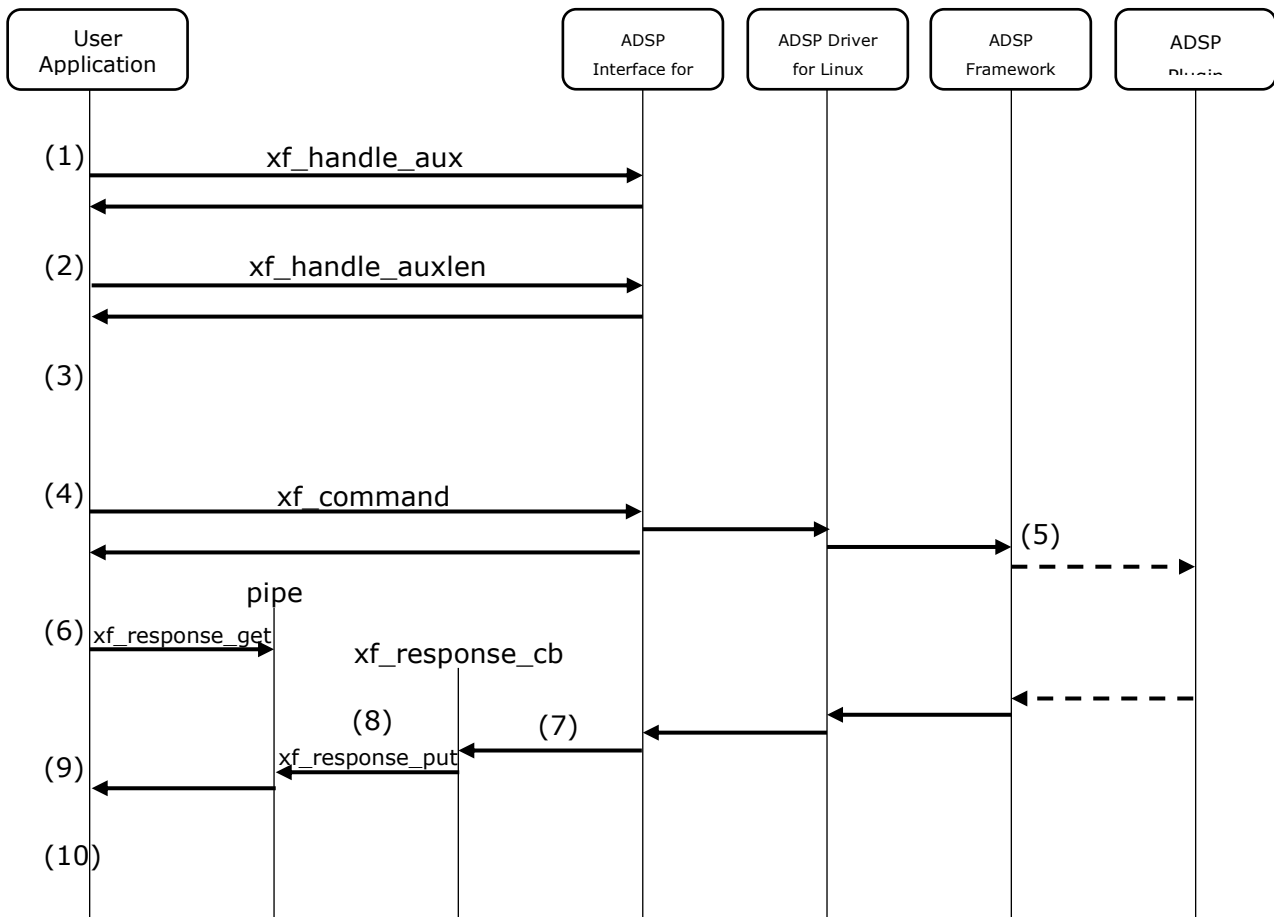 User
Application
ADSP
Interface for
ADSP Driver
for Linux
ADSP
Framework
ADSP
Plugin
(1)
xf_handle_aux
(2)
xf_handle_auxlen
(3)
(4)
xf_command
(5)
pipe
(6)
xf_response_get
xf_response_cb
(7)
(8)
xf_response_put
(9)
(10)